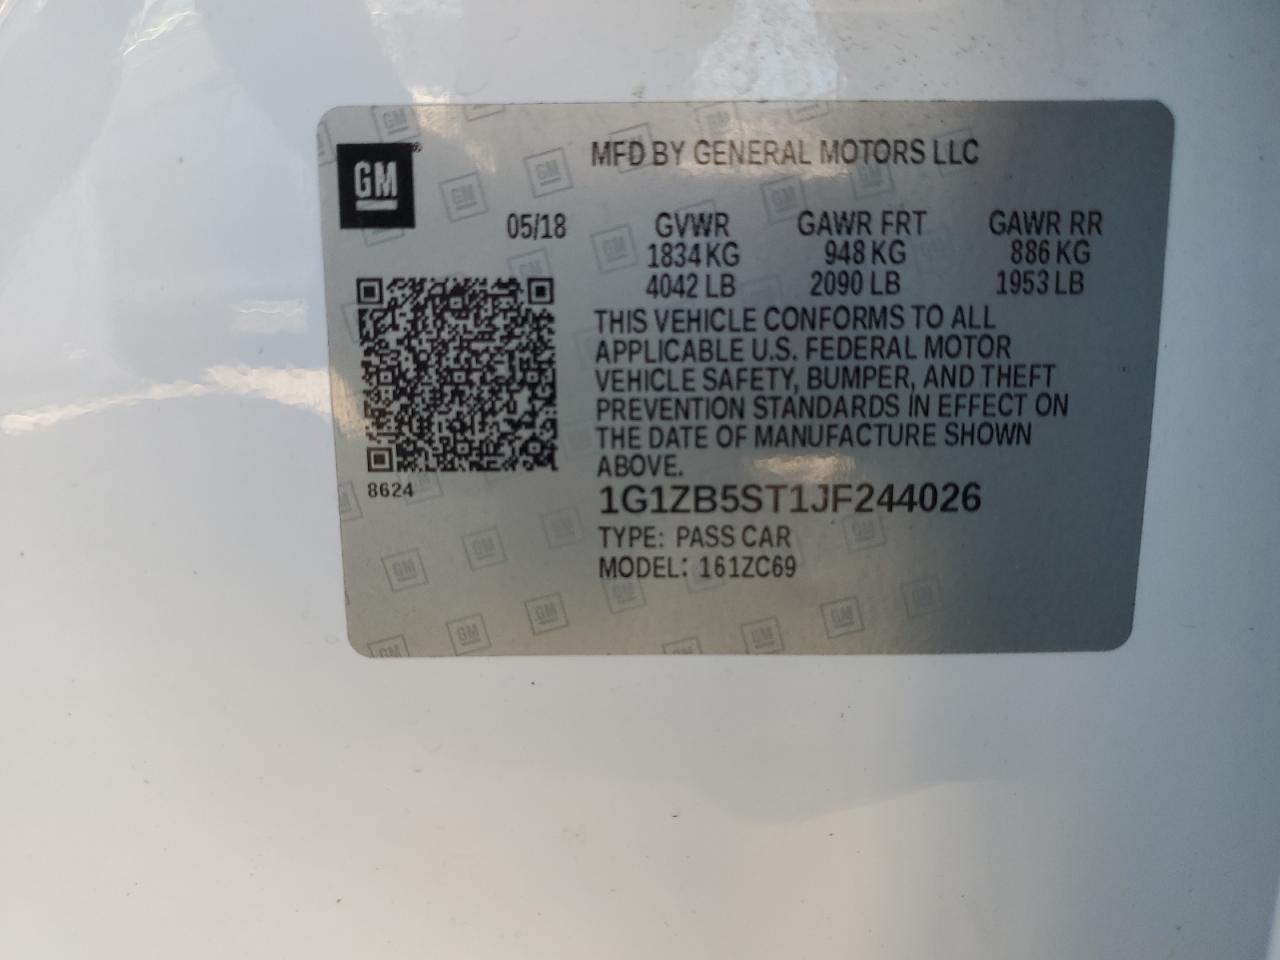 MFD BY GENERAL MOTORS LLC
GM®
05/18 GVWR GAWR FRT GAWR RR
1834 KG 948 KG 886 KG
4042 LB 2090 LB 1953 LB
THIS VEHICLE CONFORMS TO ALL
APPLICABLE U.S. FEDERAL MOTOR
VEHICLE SAFETY, BUMPER, AND THEFT
PREVENTION STANDARDS IN EFFECT ON
THE DATE OF MANUFACTURE SHOWN
ABOVE.
8624
1G1ZB5ST1JF244026
TYPE: PASS CAR
MODEL: 161ZC69